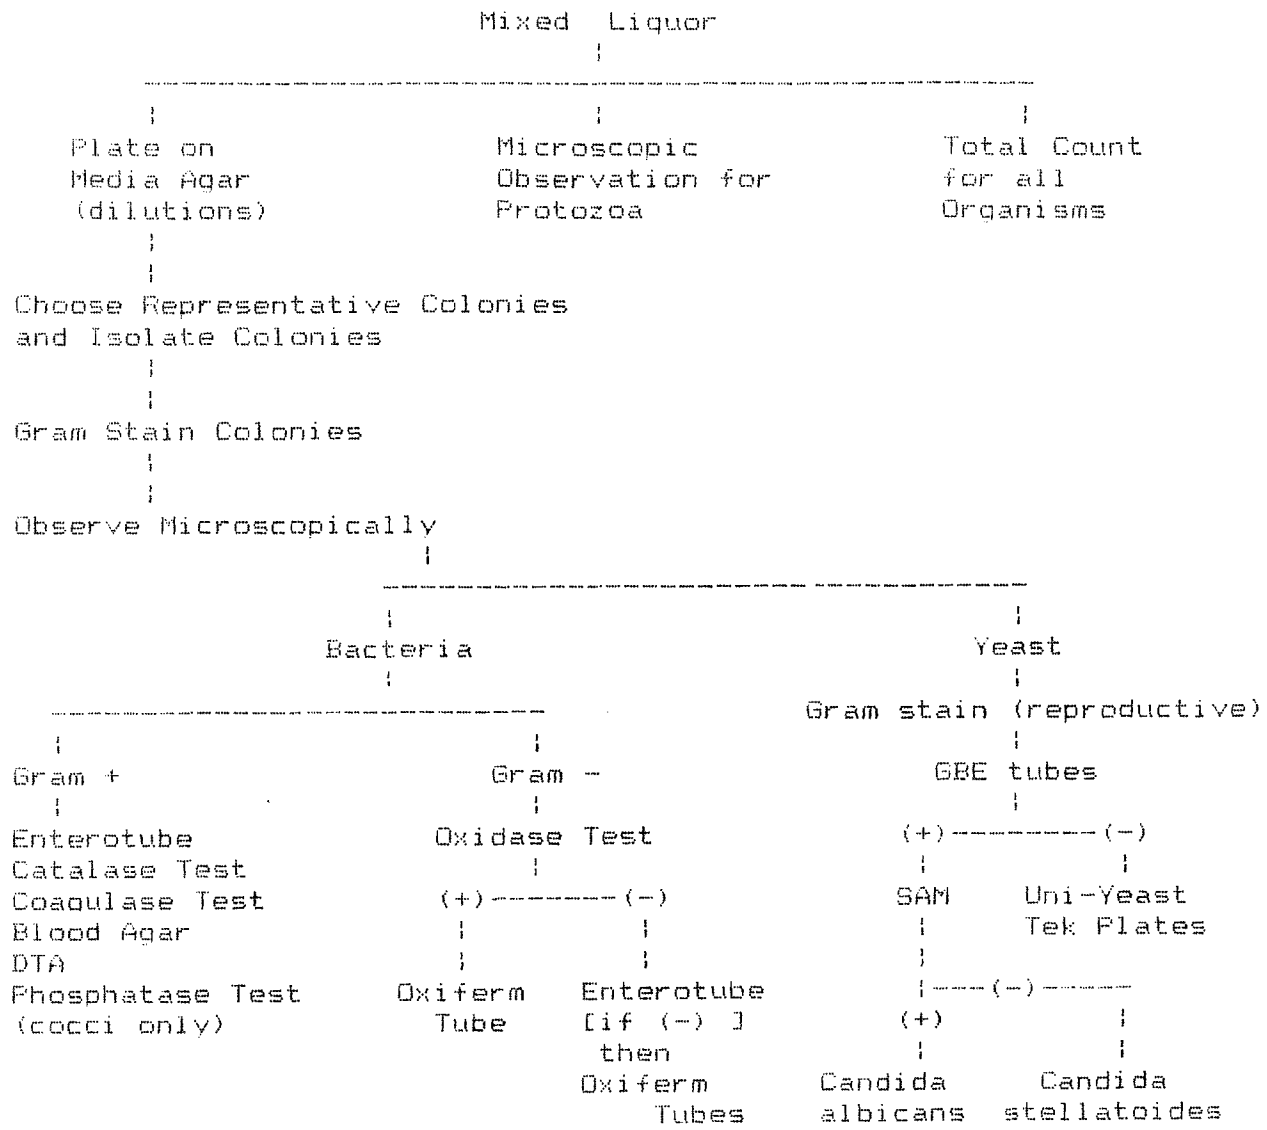 Mixed Liquor
Plate on
Media Agar
(dilutions)
Microscopic
Observation for
Protozoa
Total Count
for all
Organisms
Choose Representative Colonies
and Isolate Colonies
Gram Stain Colonies
Observe Microscopically
Bacteria
Yeast
Gram stain (reproductive)
GBE tubes
Gram +
Gram -
Enterotube
Catalase Test
Coagulase Test
Blood Agar
DTA
Phosphatase Test
(cocci only)
Oxidase Test
(+)--------(-)
Oxiferm
Tube
Enterotube
[if (-) ]
then
Oxiferm
Tubes
(+)---------(-)
SAM
Uni-Yeast
Tek Plates
(-)
(+)
Candida
albicans
Candida
stellatoides